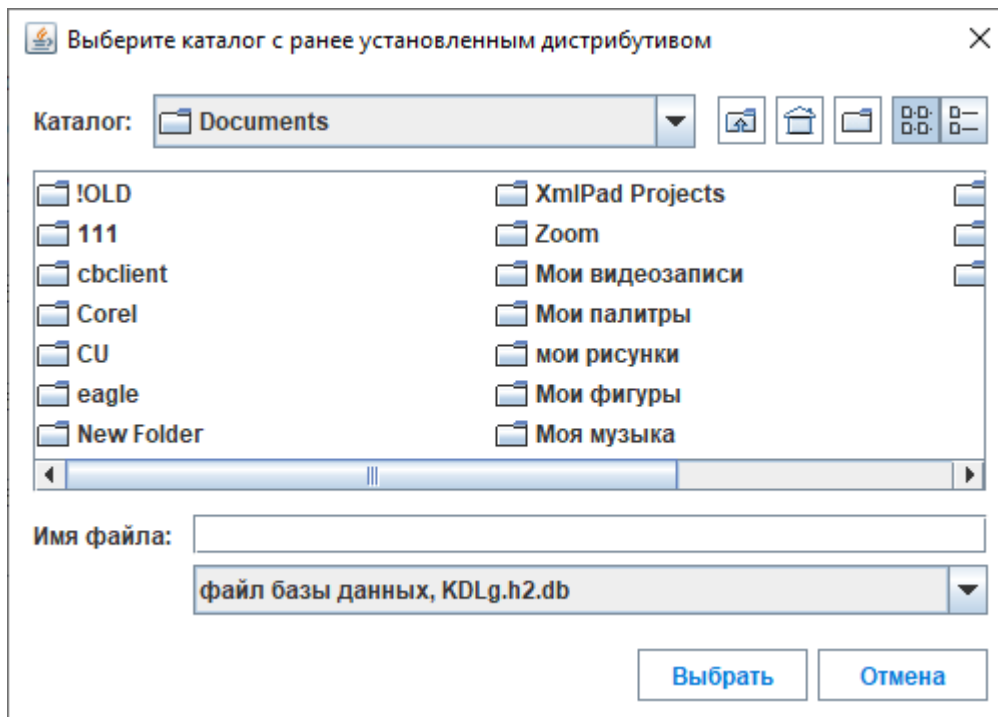 Выберите каталог с ранее установленным дистрибутивом
Каталог: Documents
!OLD
111
cbclient
Corel
CU
eagle
New Folder
XmlPad Projects
Zoom
Мои видеозаписи
Мои палитры
мои рисунки
Мои фигуры
Моя музыка
Имя файла:
файл базы данных, KDLg.h2.db
Выбрать Отмена